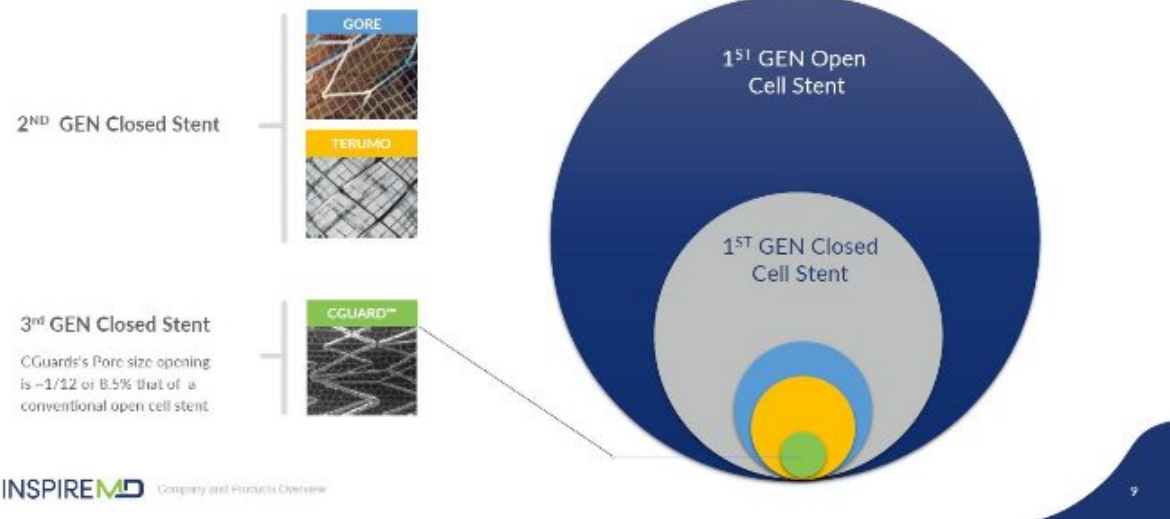 GORE
2ND GEN Closed Stent
TERUMO
3rd GEN Closed Stent
CGuards's Pore size opening
is ~1/12 or 8.5% that of a
conventional open cell stent
CGUARD™
1ST GEN Open
Cell Stent
1ST GEN Closed
Cell Stent
INSPIREMD
Company and Products Overview
9